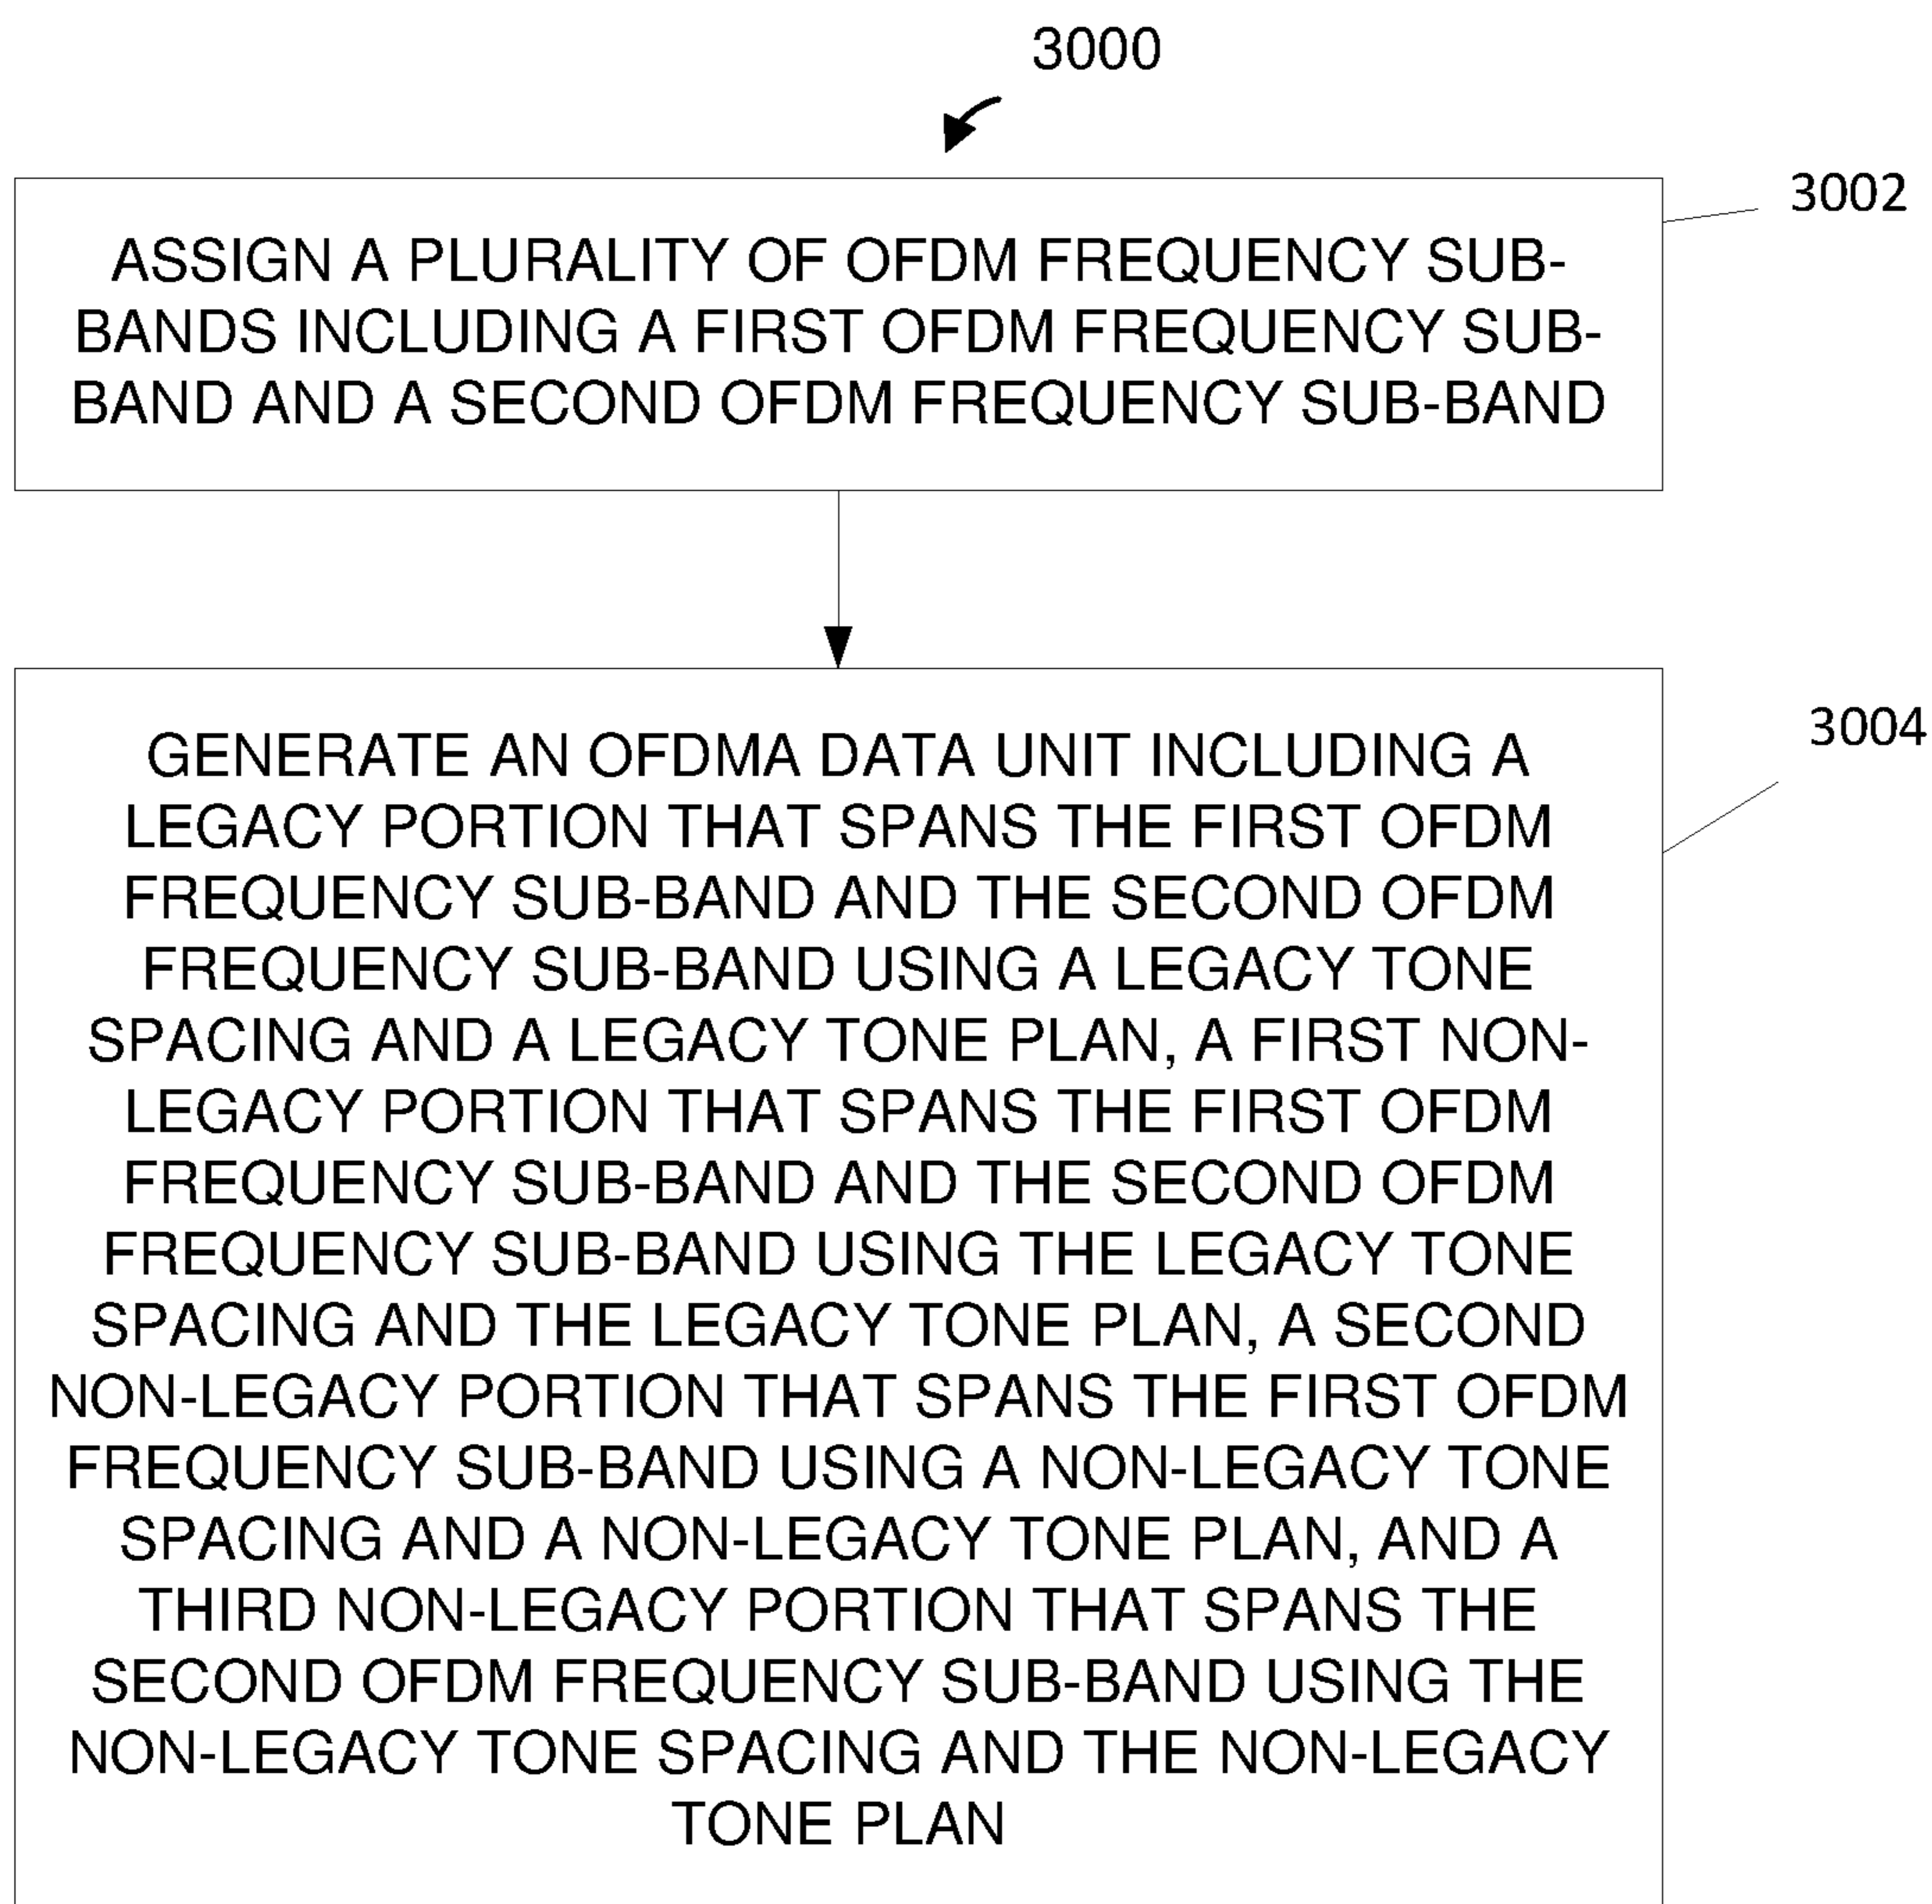 3000
3002
ASSIGN A PLURALITY OF OFDM FREQUENCY SUB-
BANDS INCLUDING A FIRST OFDM FREQUENCY SUB-
BAND AND A SECOND OFDM FREQUENCY SUB-BAND
3004
GENERATE AN OFDMA DATA UNIT INCLUDING A
LEGACY PORTION THAT SPANS THE FIRST OFDM
FREQUENCY SUB-BAND AND THE SECOND OFDM
FREQUENCY SUB-BAND USING A LEGACY TONE
SPACING AND A LEGACY TONE PLAN, A FIRST NON-
LEGACY PORTION THAT SPANS THE FIRST OFDM
FREQUENCY SUB-BAND AND THE SECOND OFDM
FREQUENCY SUB-BAND USING THE LEGACY TONE
SPACING AND THE LEGACY TONE PLAN, A SECOND
NON-LEGACY PORTION THAT SPANS THE FIRST OFDM
FREQUENCY SUB-BAND USING A NON-LEGACY TONE
SPACING AND A NON-LEGACY TONE PLAN, AND A
THIRD NON-LEGACY PORTION THAT SPANS THE
SECOND OFDM FREQUENCY SUB-BAND USING THE
NON-LEGACY TONE SPACING AND THE NON-LEGACY
TONE PLAN